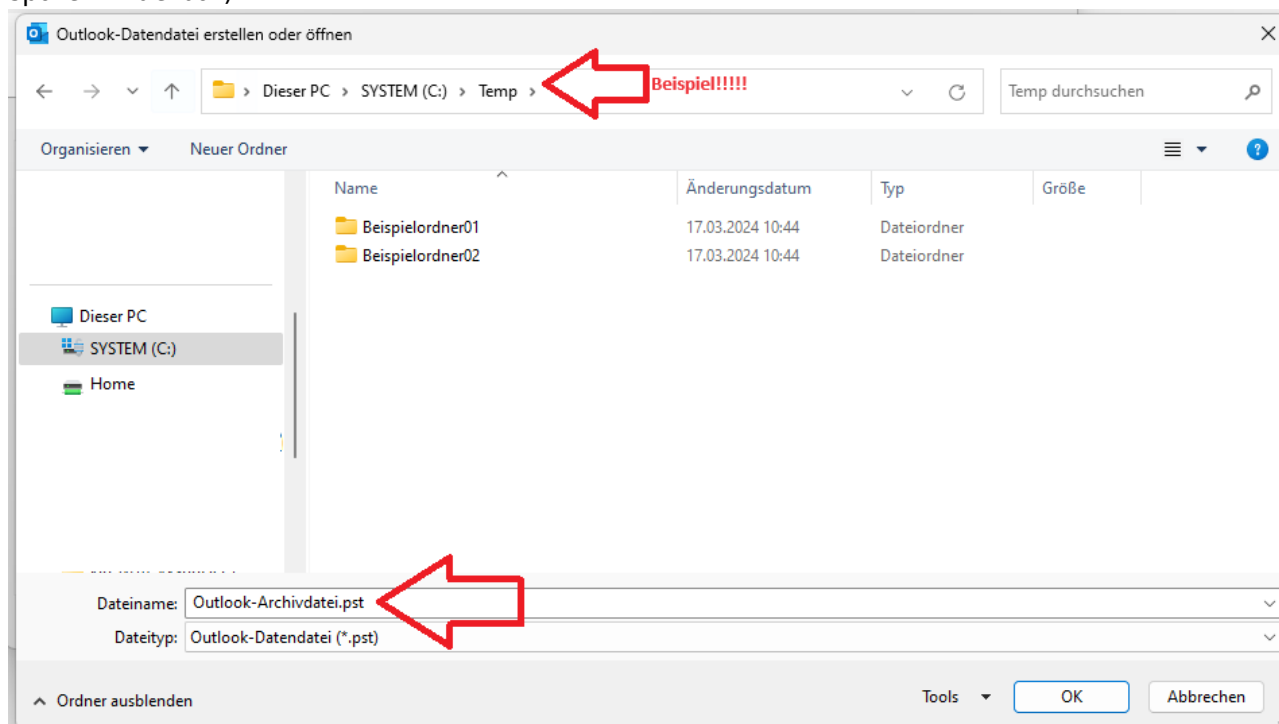 Outlook-Datendatei erstellen oder öffnen
Dieser PC > SYSTEM (C:) > Temp >
Beispiel!!!!!
Temp durchsuchen
Organisieren
Neuer Ordner
Name Änderungsdatum Typ Größe
Beispielordner01 17.03.2024 10:44 Dateiordner
Beispielordner02 17.03.2024 10:44 Dateiordner
Dieser PC
SYSTEM (C:)
Home
Dateiname: Outlook-Archivdatei.pst
Dateityp: Outlook-Datendatei (*.pst)
Ordner ausblenden
Tools
OK
Abbrechen